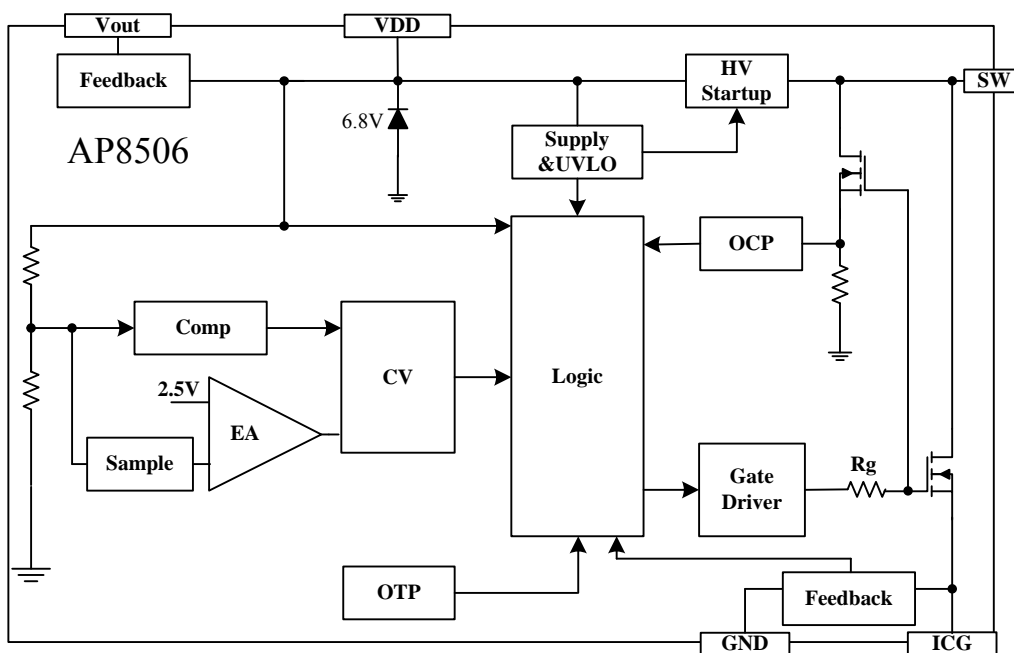 Vout
VDD
Feedback
HV
Startup
SW
6.8V
AP8506
Supply
&UVLO
OCP
Comp
CV
Logic
2.5V
EA
Sample
Gate
Driver
Rg
OTP
Feedback
GND
ICG